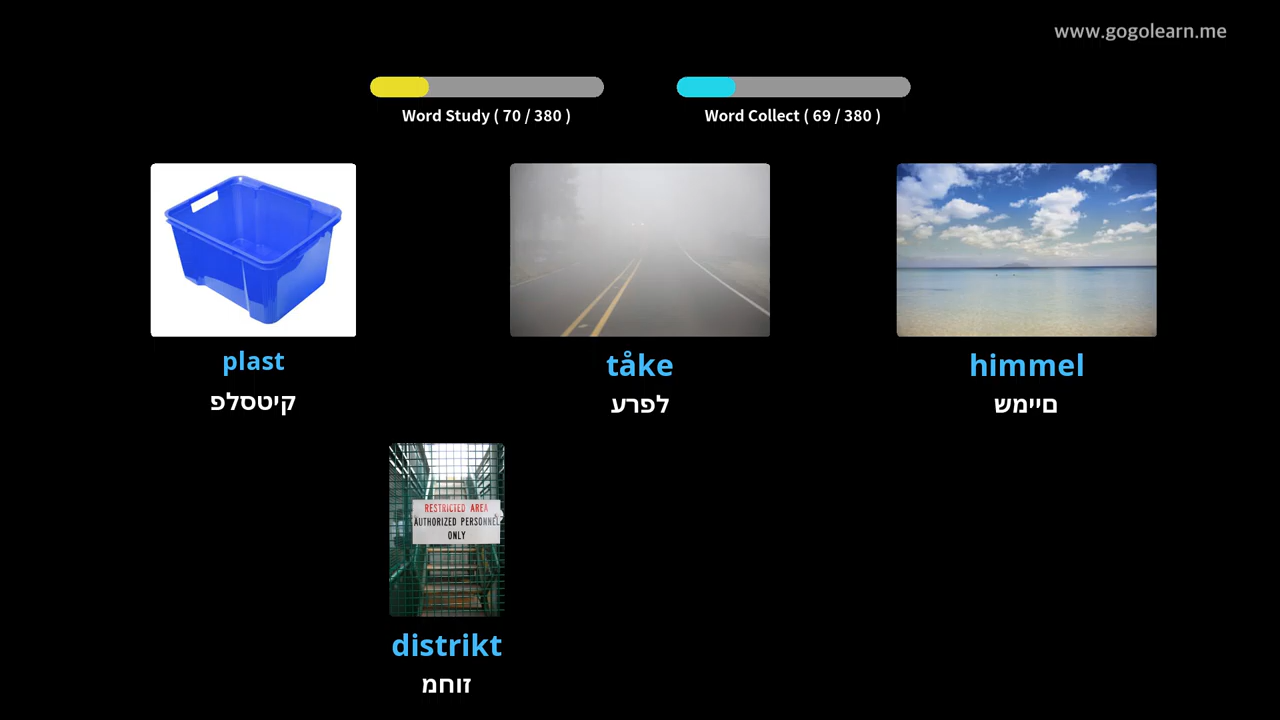 www.gogolearn.me
Word Study ( 70 / 380 )
Word Collect ( 69 / 380 )
plast
קיטסלפ
tåke
לפרע
himmel
םיימש
RESTRICTED AREA
AUTHORIZED PERSONNEL
ONLY
distrikt
זוחמ